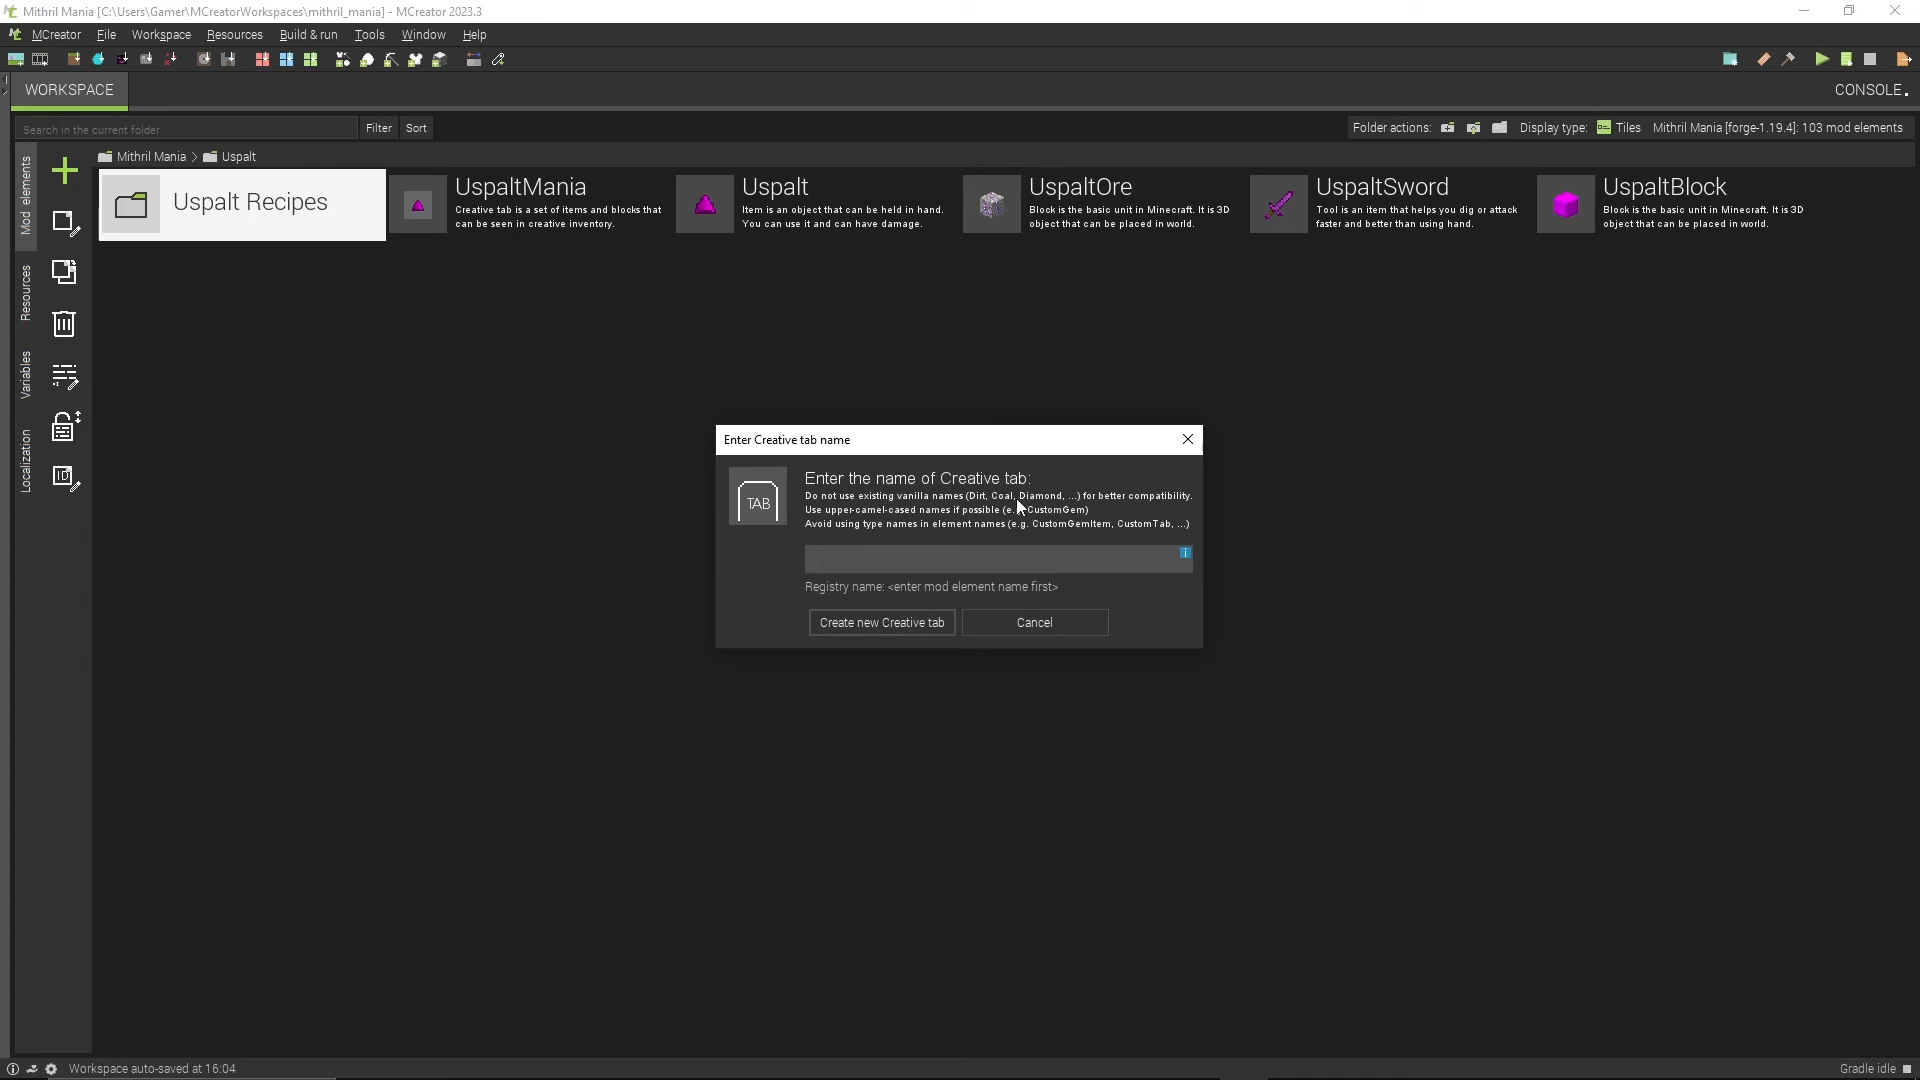 Mithril Mania [C:\Users\Gamer\MCreatorWorkspaces\mithril_mania] - MCreator 2023.3
MCreator File Workspace Resources Build & run Tools Window Help
WORKSPACE
CONSOLE
Search in the current folder
Filter
Sort
Folder actions:
Display type:
Tiles
Mithril Mania [forge-1.19.4]: 103 mod elements
Mod elements
Resources
Variables
Localization
Mithril Mania > Uspalt
Uspalt Recipes
UspaltMania
Creative tab is a set of items and blocks that
can be seen in creative inventory.
Uspalt
Item is an object that can be held in hand.
You can use it and can have damage.
UspaltOre
Block is the basic unit in Minecraft. It is 3D
object that can be placed in world.
UspaltSword
Tool is an item that helps you dig or attack
faster and better than using hand.
UspaltBlock
Block is the basic unit in Minecraft. It is 3D
object that can be placed in world.
ID
Enter Creative tab name
TAB
Enter the name of Creative tab:
Do not use existing vanilla names (Dirt, Coal, Diamond, ...) for better compatibility.
Use upper-camel-cased names if possible (e. CustomGem)
Avoid using type names in element names (e.g. CustomGemItem, CustomTab, ...)
i
Registry name: <enter mod element name first>
Create new Creative tab
Cancel
Workspace auto-saved at 16:04
Gradle idle